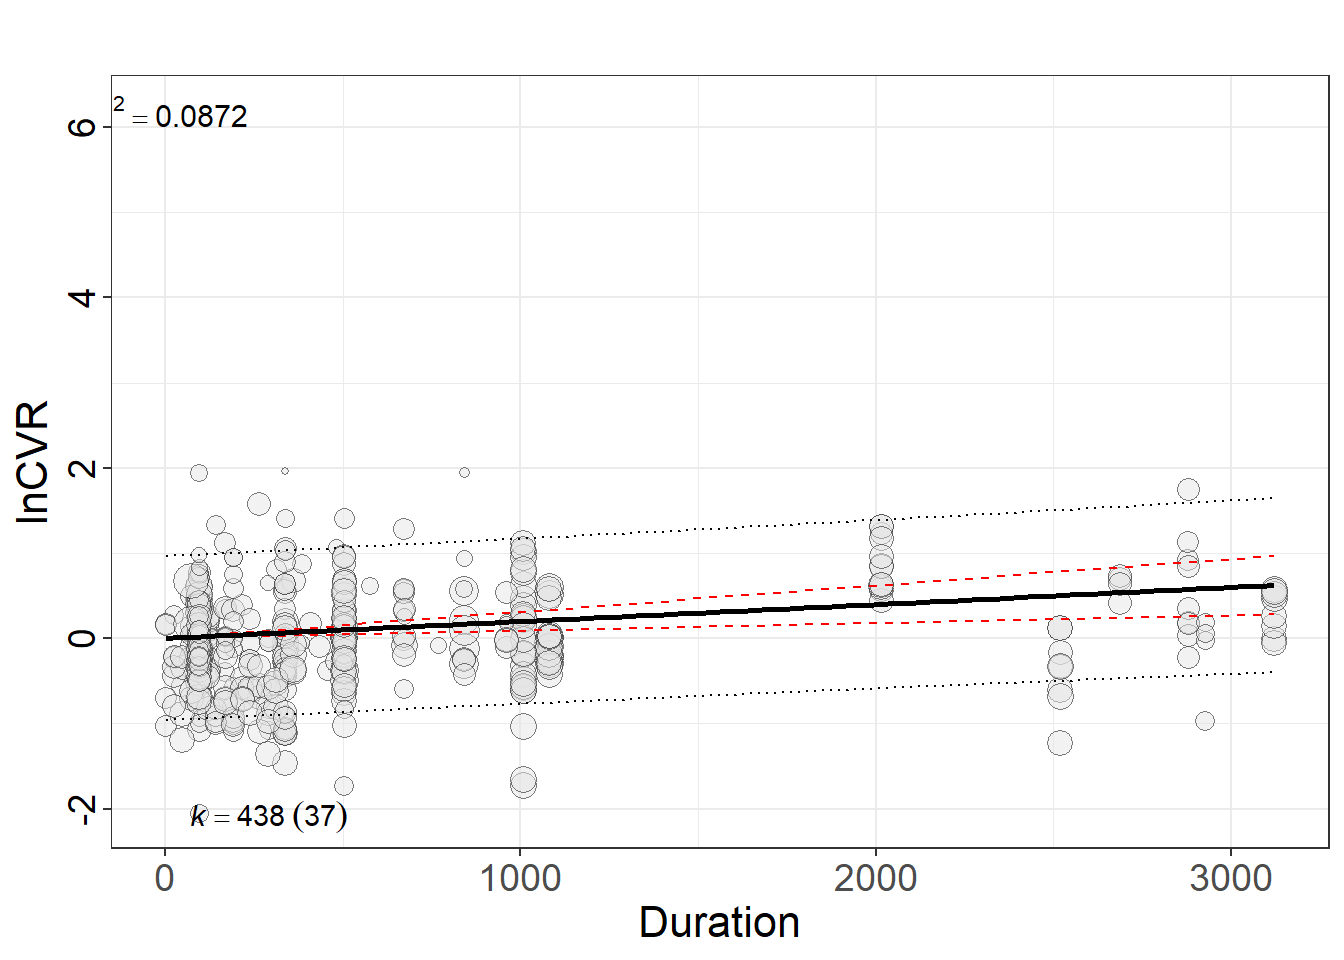 ² = 0.0872
6
4
2
0
-2
lnCVR
k = 438 (37)
0 1000 2000 3000
Duration